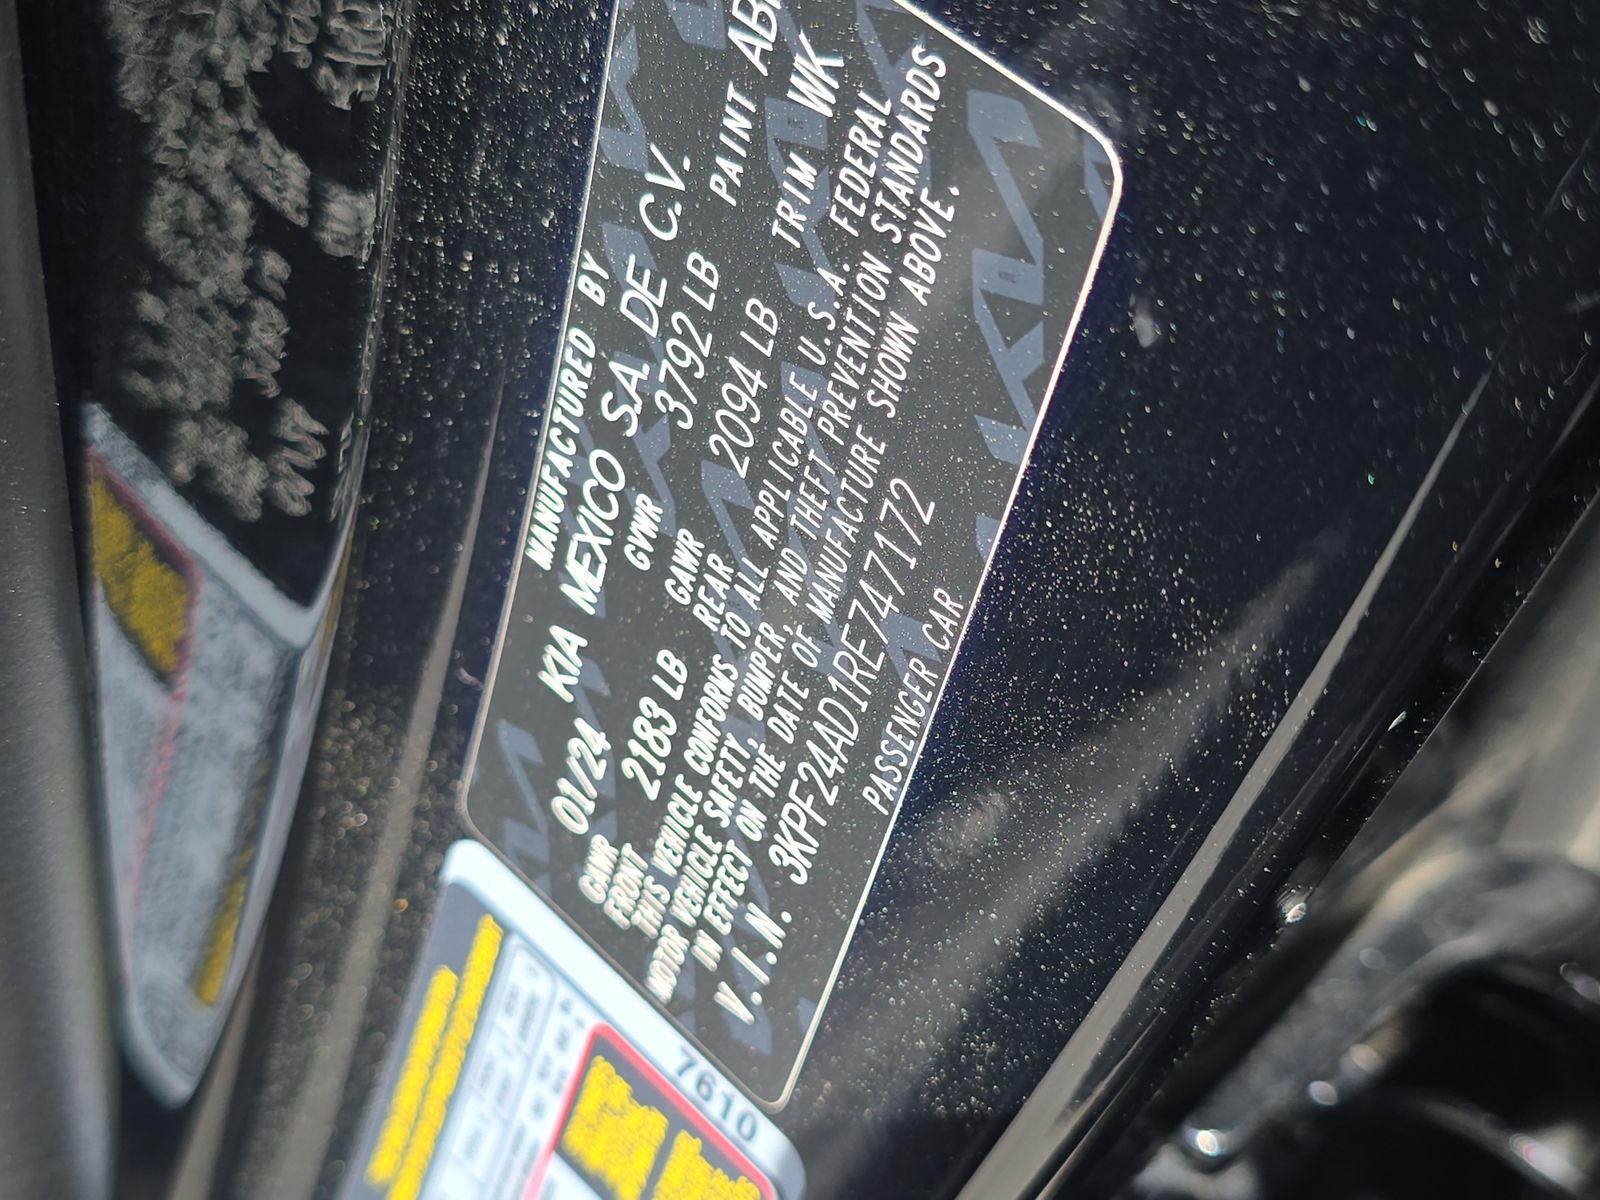 MANUFACTURED BY
01/24 KIA MEXICO S.A. DE C.V.
GVWR 3792 LB
GAWR FRONT 2183 LB GAWR REAR 2094 LB PAINT
TRIM WK
THIS VEHICLE CONFORMS TO ALL APPLICABLE U.S.A. FEDERAL
MOTOR VEHICLE SAFETY, BUMPER, AND THEFT PREVENTION STANDARDS
IN EFFECT ON THE DATE OF MANUFACTURE SHOWN ABOVE.
V.I.N. 3KPF24AD1RE747172
PASSENGER CAR
7610